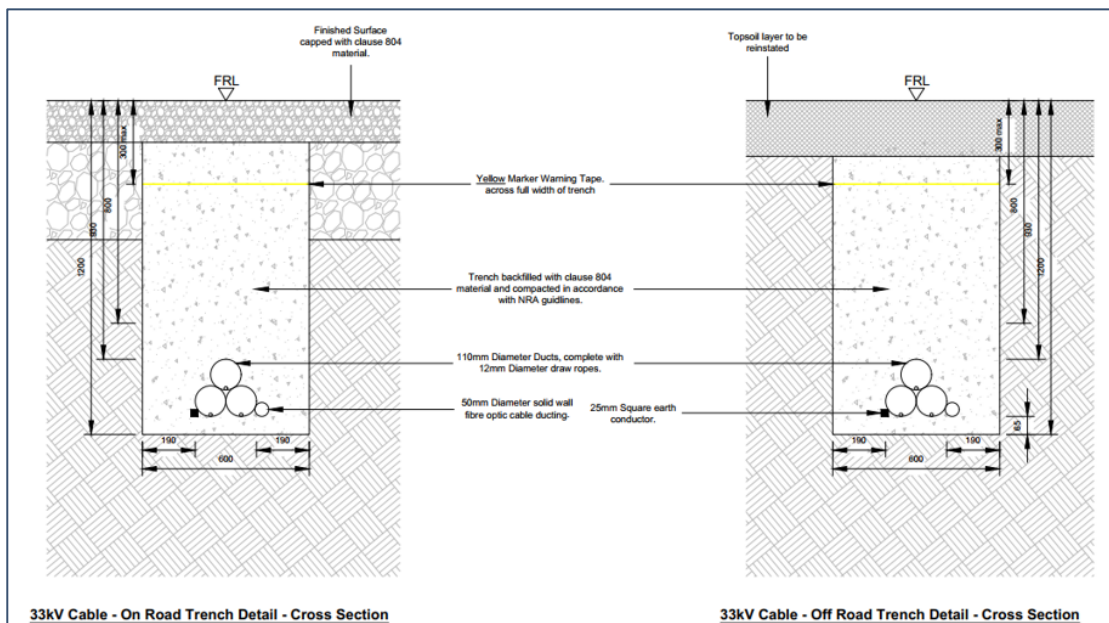 Finished Surface
capped with clause 804
material.
Topsoil layer to be
reinstated
FRL
FRL
300 max
800
930
1200
300 max
800
930
1200
Yellow Marker Warning Tape.
across full width of trench
Trench backfilled with clause 804
material and compacted in accordance
with NRA guidlines.
110mm Diameter Ducts, complete with
12mm Diameter draw ropes.
50mm Diameter solid wall
fibre optic cable ducting.
25mm Square earth
conductor.
190
190
600
190
190
600
65
33kV Cable - On Road Trench Detail - Cross Section
33kV Cable - Off Road Trench Detail - Cross Section